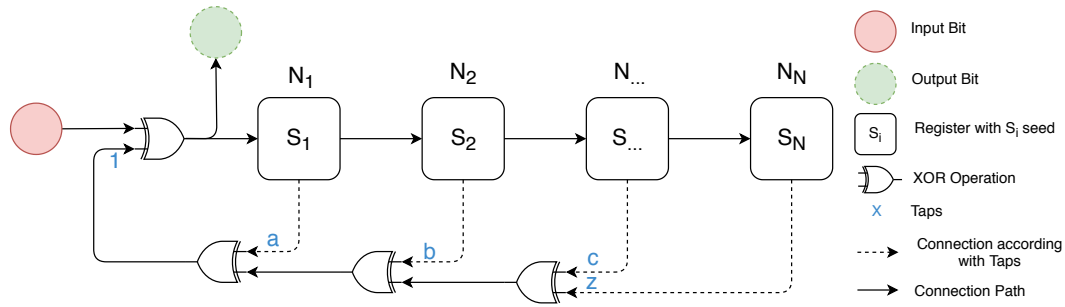 N1
N2
N...
NN
S1
S2
S...
SN
1
a
b
c
z
Input Bit
Output Bit
Si
Register with Si seed
XOR Operation
x
Taps
Connection according
with Taps
Connection Path